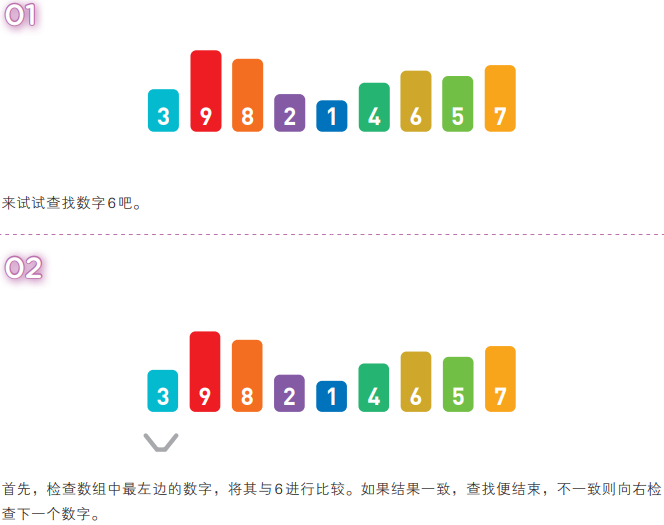 01
3 9 8 2 1 4 6 5 7
来试试查找数字6吧。
02
3 9 8 2 1 4 6 5 7
首先，检查数组中最左边的数字，将其与6进行比较。如果结果一致，查找便结束，不一致则向右检
查下一个数字。